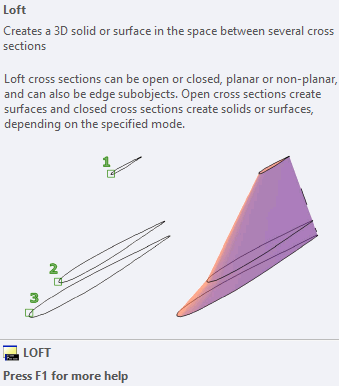 Loft
Creates a 3D solid or surface in the space between several cross
sections
Loft cross sections can be open or closed, planar or non-planar,
and can also be edge subobjects. Open cross sections create
surfaces and closed cross sections create solids or surfaces,
depending on the specified mode.
1
2
3
LOFT
Press F1 for more help